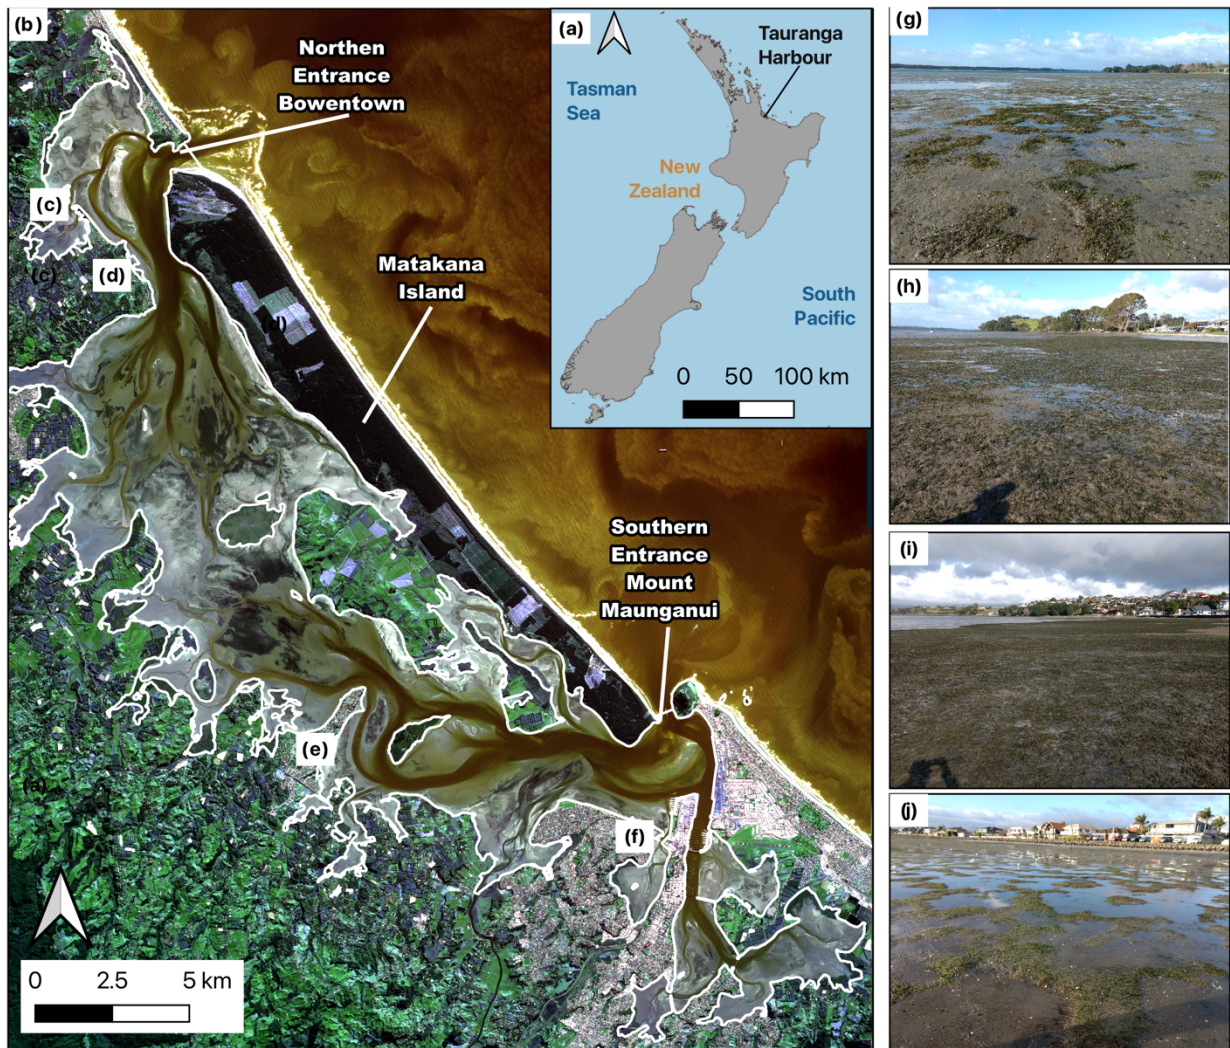 (b)
Northen
Entrance
Bowentown
(a)
Tauranga
Harbour
Tasman
Sea
New
Zealand
South
Pacific
0 50 100 km
(c)
(c)
(d)
Matakana
Island
(d)
Southern
Entrance
Mount
Maunganui
(e)
(a)
(f)
0 2.5 5 km
(g)
(h)
(i)
(j)